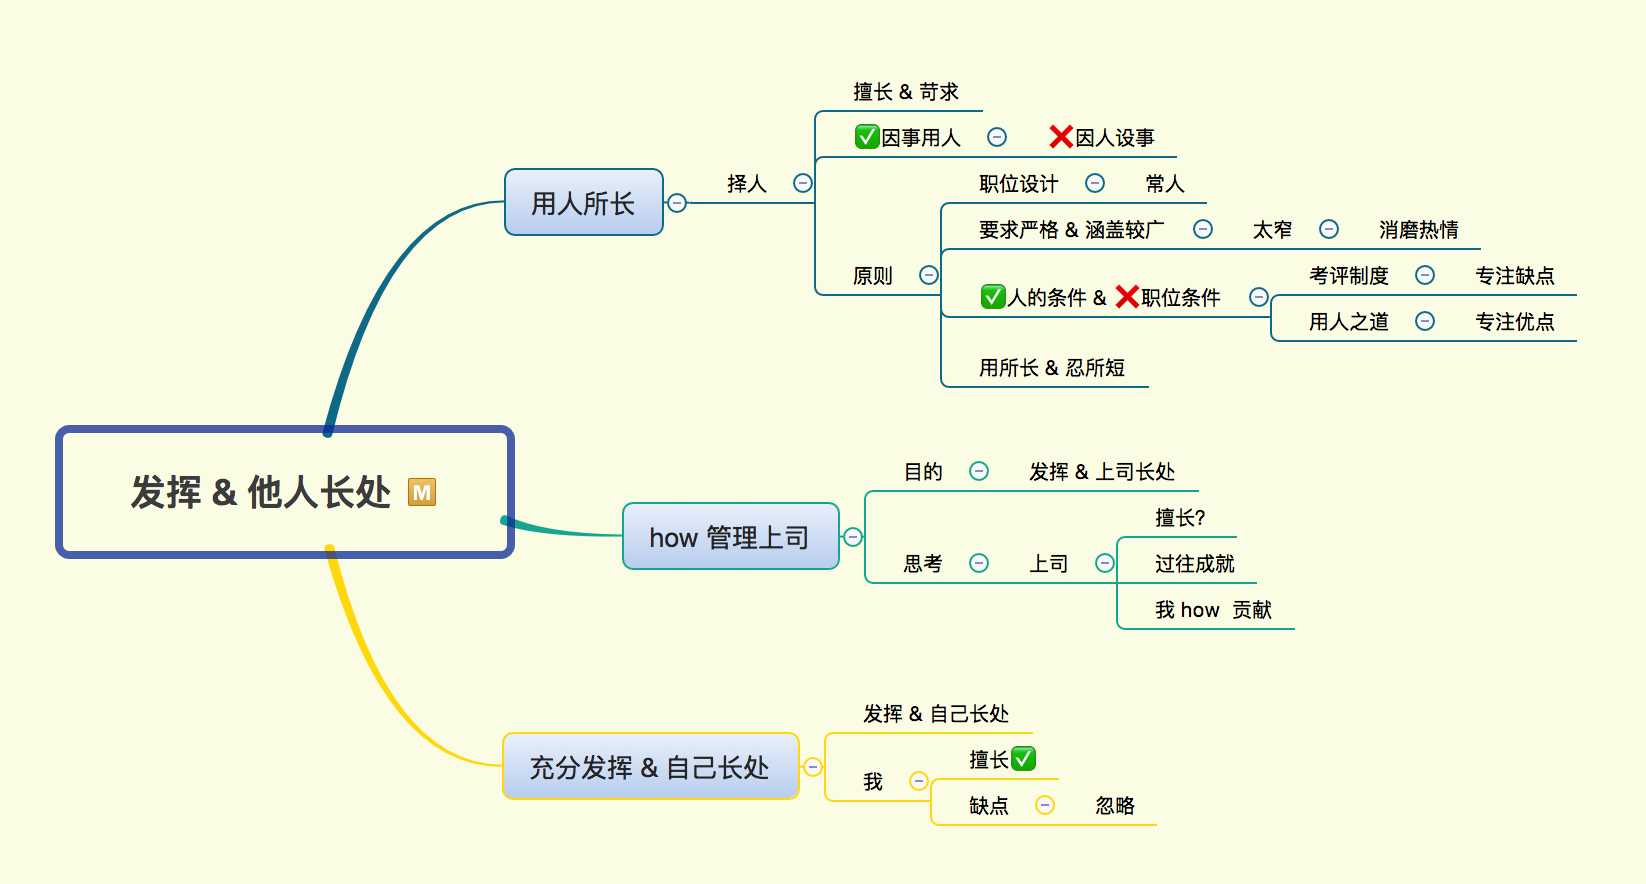 发挥 & 他人长处 M
用人所长
择人
擅长 & 苛求
✅因事用人
❌因人设事
原则
职位设计
常人
要求严格 & 涵盖较广
太窄
消磨热情
✅人的条件 & ❌职位条件
考评制度
专注缺点
用人之道
专注优点
用所长 & 忍所短
how 管理上司
目的
发挥 & 上司长处
思考
上司
擅长?
过往成就
我 how 贡献
充分发挥 & 自己长处
发挥 & 自己长处
我
擅长✅
缺点
忽略